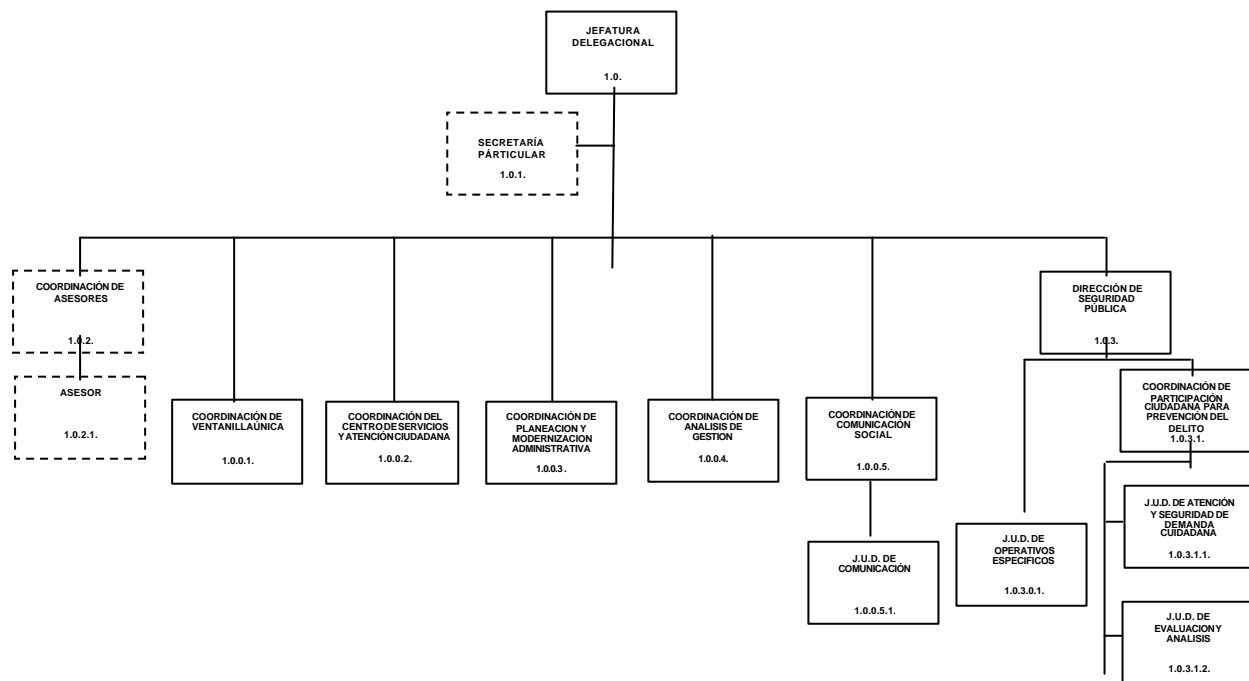 JEFATURA
DELEGACIONAL
1.0.
SECRETARÍA
PÁRTICULAR
1.0.1.
COORDINACIÓN DE
ASESORES
1.0.2.
ASESOR
1.0.2.1.
COORDINACIÓN DE
VENTANILLAÚNICA
1.0.0.1.
COORDINACIÓN DEL
CENTRO DE SERVICIOS
Y ATENCIÓN CIUDADANA
1.0.0.2.
COORDINACIÓN DE
PLANEACION Y
MODERNIZACION
ADMINISTRATIVA
1.0.0.3.
COORDINACIÓN DE
ANALISIS DE
GESTION
1.0.0.4.
COORDINACIÓN DE
COMUNICACIÓN
SOCIAL
1.0.0.5.
J.U.D. DE
COMUNICACIÓN
1.0.0.5.1.
DIRECCIÓN DE
SEGURIDAD
PÚBLICA
1.0.3.
J.U.D. DE
OPERATIVOS
ESPECIFICOS
1.0.3.0.1.
COORDINACIÓN DE
PARTICIPACIÓN
CIUDADANA PARA
PREVENCIÓN DEL
DELITO
1.0.3.1.
J.U.D. DE ATENCIÓN
Y SEGURIDAD DE
DEMANDA
CUIDADANA
1.0.3.1.1.
J.U.D. DE
EVALUACION Y
ANÁLISIS
1.0.3.1.2.